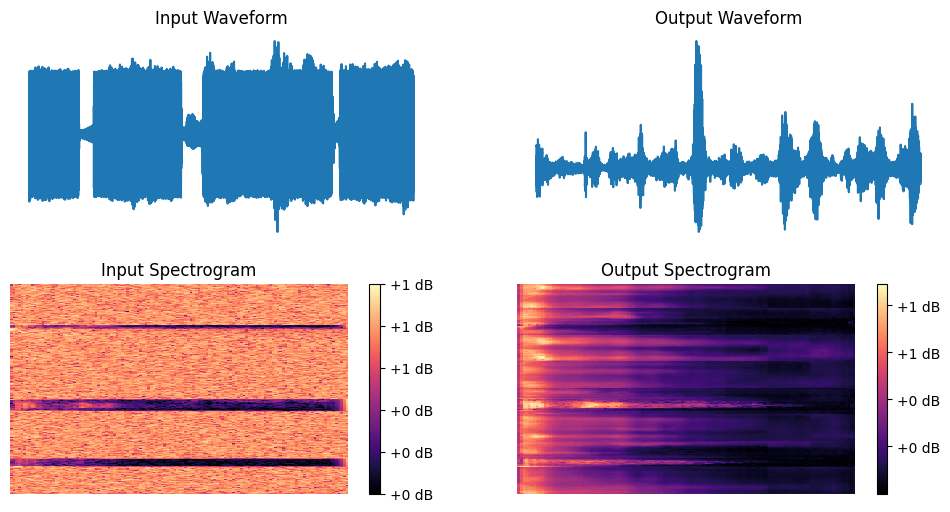 Input Waveform
Output Waveform
Input Spectrogram
+1 dB
+1 dB
+1 dB
+0 dB
+0 dB
+0 dB
Output Spectrogram
+1 dB
+1 dB
+0 dB
+0 dB